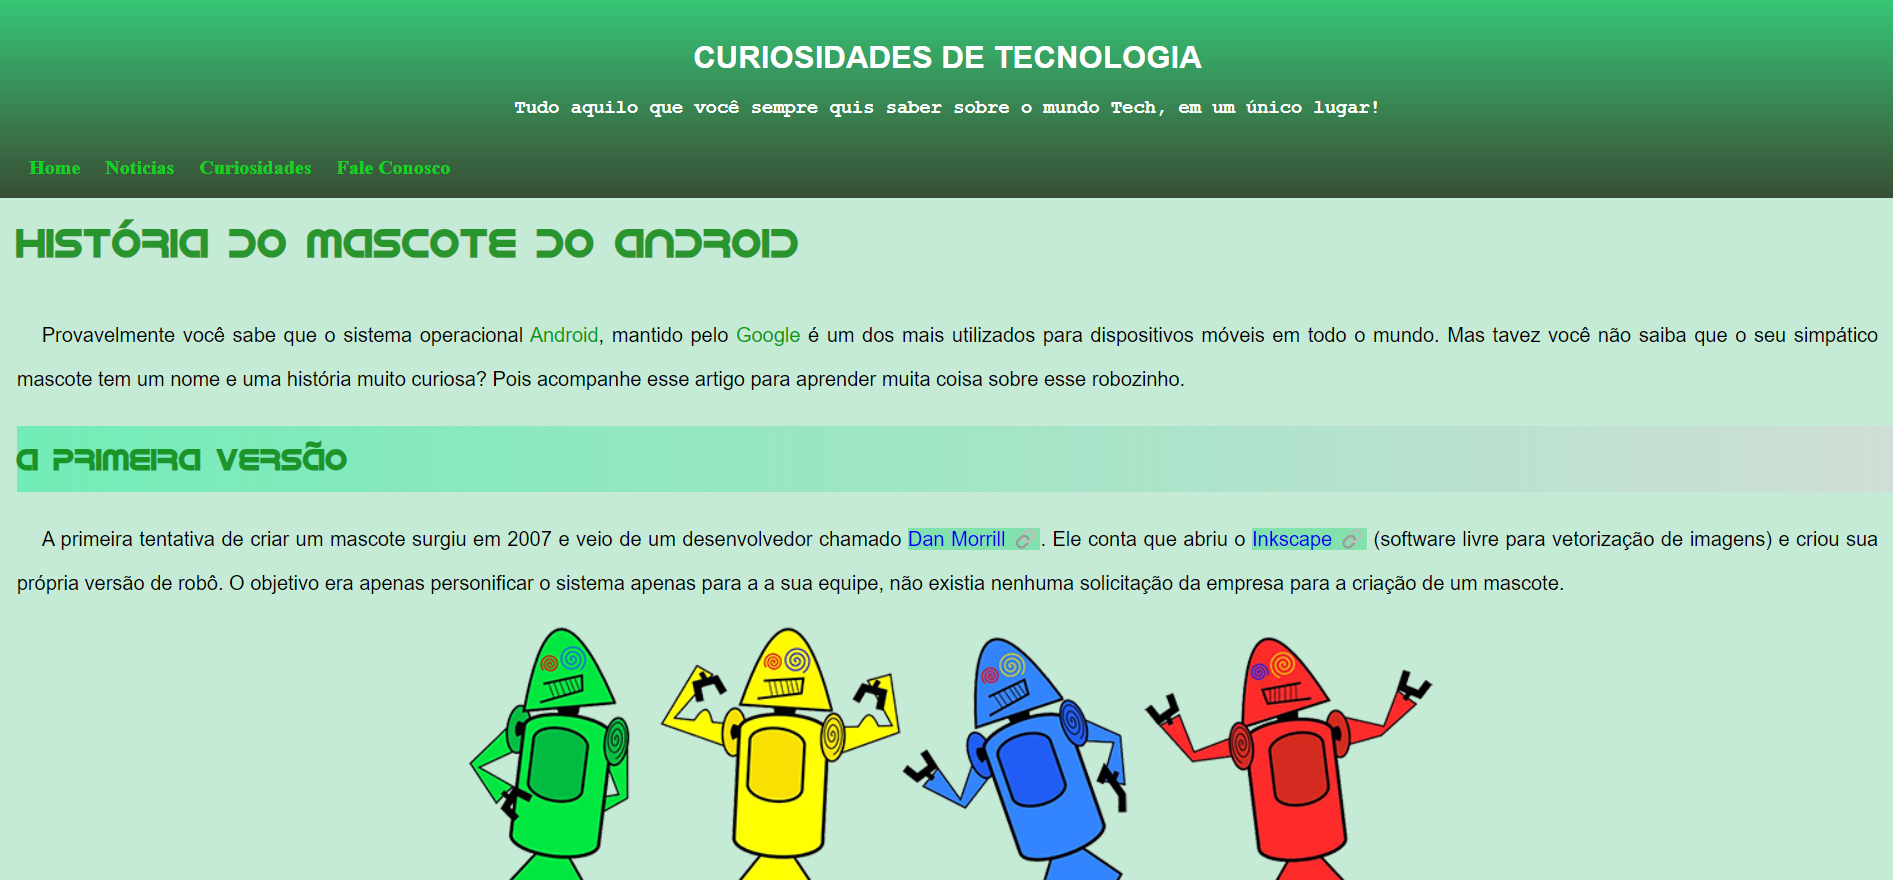 CURIOSIDADES DE TECNOLOGIA
Tudo aquilo que você sempre quis saber sobre o mundo Tech, em um único lugar!
Home Noticias Curiosidades Fale Conosco
HISTÓRIA DO MASCOTE DO ANDROID
Provavelmente você sabe que o sistema operacional Android, mantido pelo Google é um dos mais utilizados para dispositivos móveis em todo o mundo. Mas tavez você não saiba que o seu simpático
mascote tem um nome e uma história muito curiosa? Pois acompanhe esse artigo para aprender muita coisa sobre esse robozinho.
A PRIMEIRA VERSÃO
A primeira tentativa de criar um mascote surgiu em 2007 e veio de um desenvolvedor chamado Dan Morrill . Ele conta que abriu o Inkscape (software livre para vetorização de imagens) e criou sua
própria versão de robô. O objetivo era apenas personificar o sistema apenas para a a sua equipe, não existia nenhuma solicitação da empresa para a criação de um mascote.